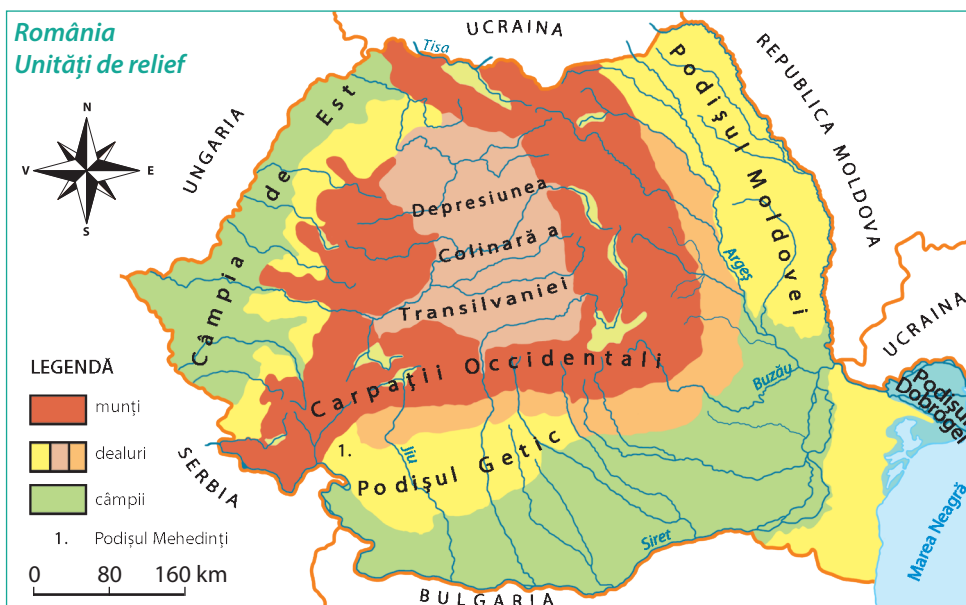 România
Unități de relief
UCRAINA
Tisa
REPUBLICA MOLDOVA
UNGARIA
N
V
E
S
Câmpia de Est
Podișul Moldovei
Depresiunea
Colinară a
Transilvaniei
Argeș
UCRAINA
Carpații Occidentali
Buzău
Podișul
Dobrogei
LEGENDĂ
munți
dealuri
câmpii
1. Podișul Mehedinți
0 80 160 km
SERBIA
1.
Jiu
Podișul Getic
Siret
Marea Neagră
BULGARIA